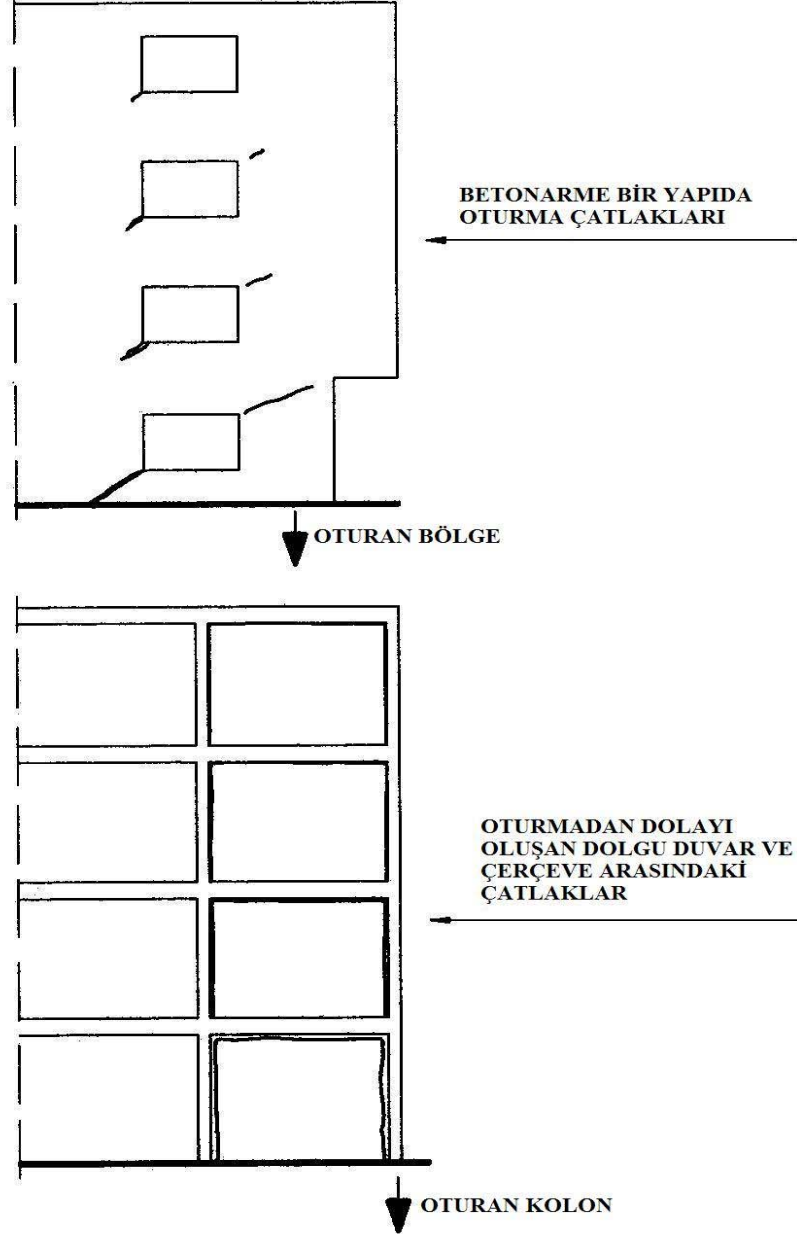 BETONARME BİR YAPIDA
OTURMA ÇATLAKLARI
OTURAN BÖLGE
OTURMADAN DOLAYI
OLUŞAN DOLGU DUVAR VE
ÇERÇEVE ARASINDAKİ
ÇATLAKLAR
OTURAN KOLON